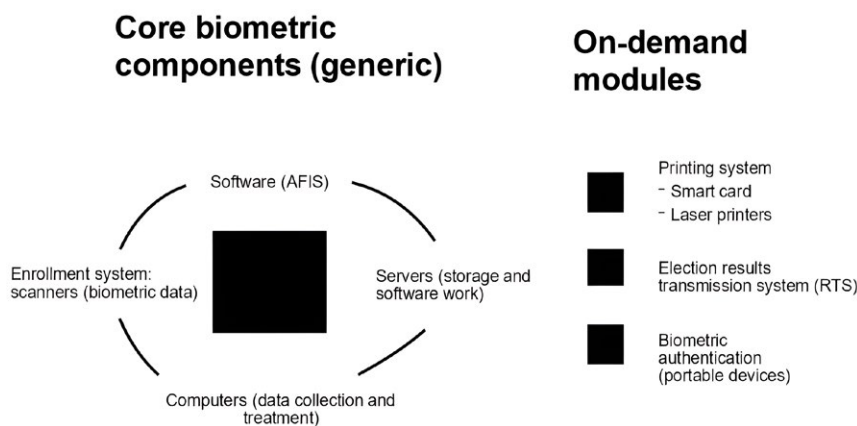 Core biometric
components (generic)
On-demand
modules
Software (AFIS)
Enrollment system:
scanners (biometric data)
Servers (storage and
software work)
Computers (data collection and
treatment)
Printing system
- Smart card
- Laser printers
Election results
transmission system (RTS)
Biometric
authentication
(portable devices)